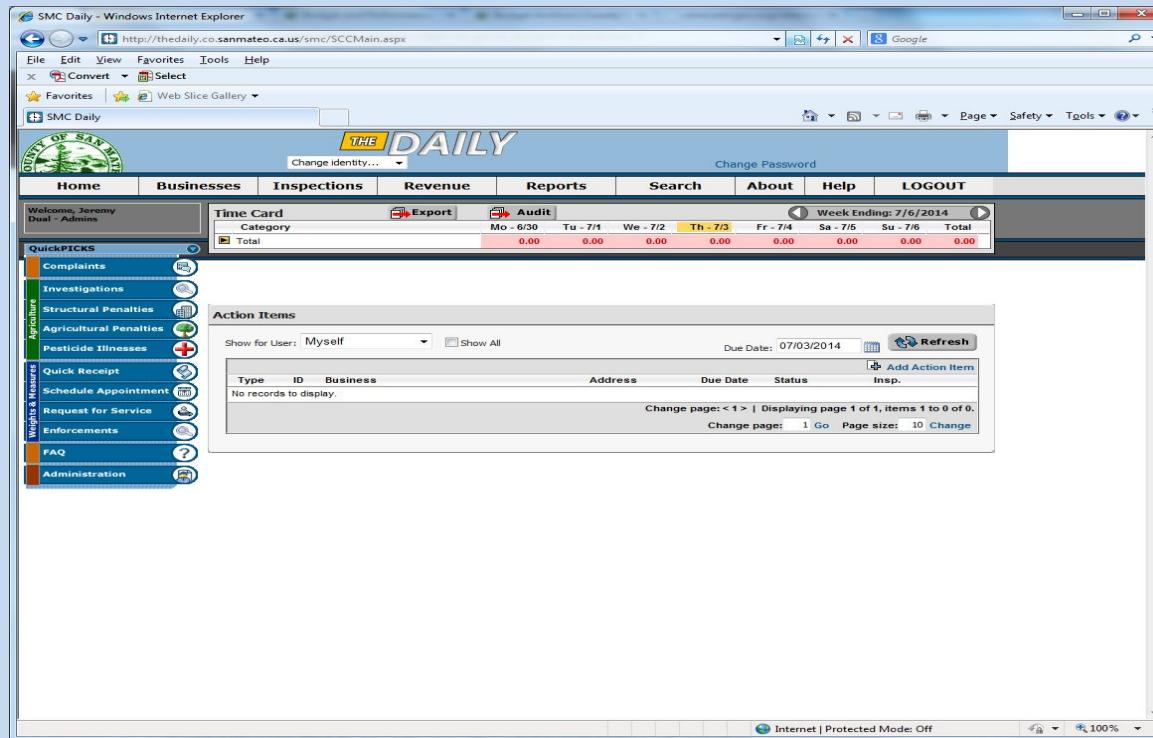 SMC Daily - Windows Internet Explorer
http://thedaily.co.sanmateo.ca.us/smc/SCCMain.aspx
Google
File Edit View Favorites Tools Help
x Convert Select
Favorites Web Slice Gallery
SMC Daily
Page Safety Tools
THE DAILY
Change identity...
Change Password
Home Businesses Inspections Revenue Reports Search About Help LOGOUT
Welcome, Jeremy
Dual - Admins
Time Card Export Audit Week Ending: 7/6/2014
Category Mo - 6/30 Tu - 7/1 We - 7/2 Th - 7/3 Fr - 7/4 Sa - 7/5 Su - 7/6 Total
Total 0.00 0.00 0.00 0.00 0.00 0.00 0.00 0.00
QuickPICKS
Complaints
Agriculture
Investigations
Structural Penalties
Agricultural Penalties
Pesticide Illnesses
Weights & Measures
Quick Receipt
Schedule Appointment
Request for Service
Enforcements
FAQ
Administration
Action Items
Show for User: Myself Show All Due Date: 07/03/2014 Refresh
Add Action Item
Type ID Business Address Due Date Status Insp.
No records to display.
Change page: < 1 > | Displaying page 1 of 1, items 1 to 0 of 0.
Change page: 1 Go Page size: 10 Change
Internet | Protected Mode: Off 100%